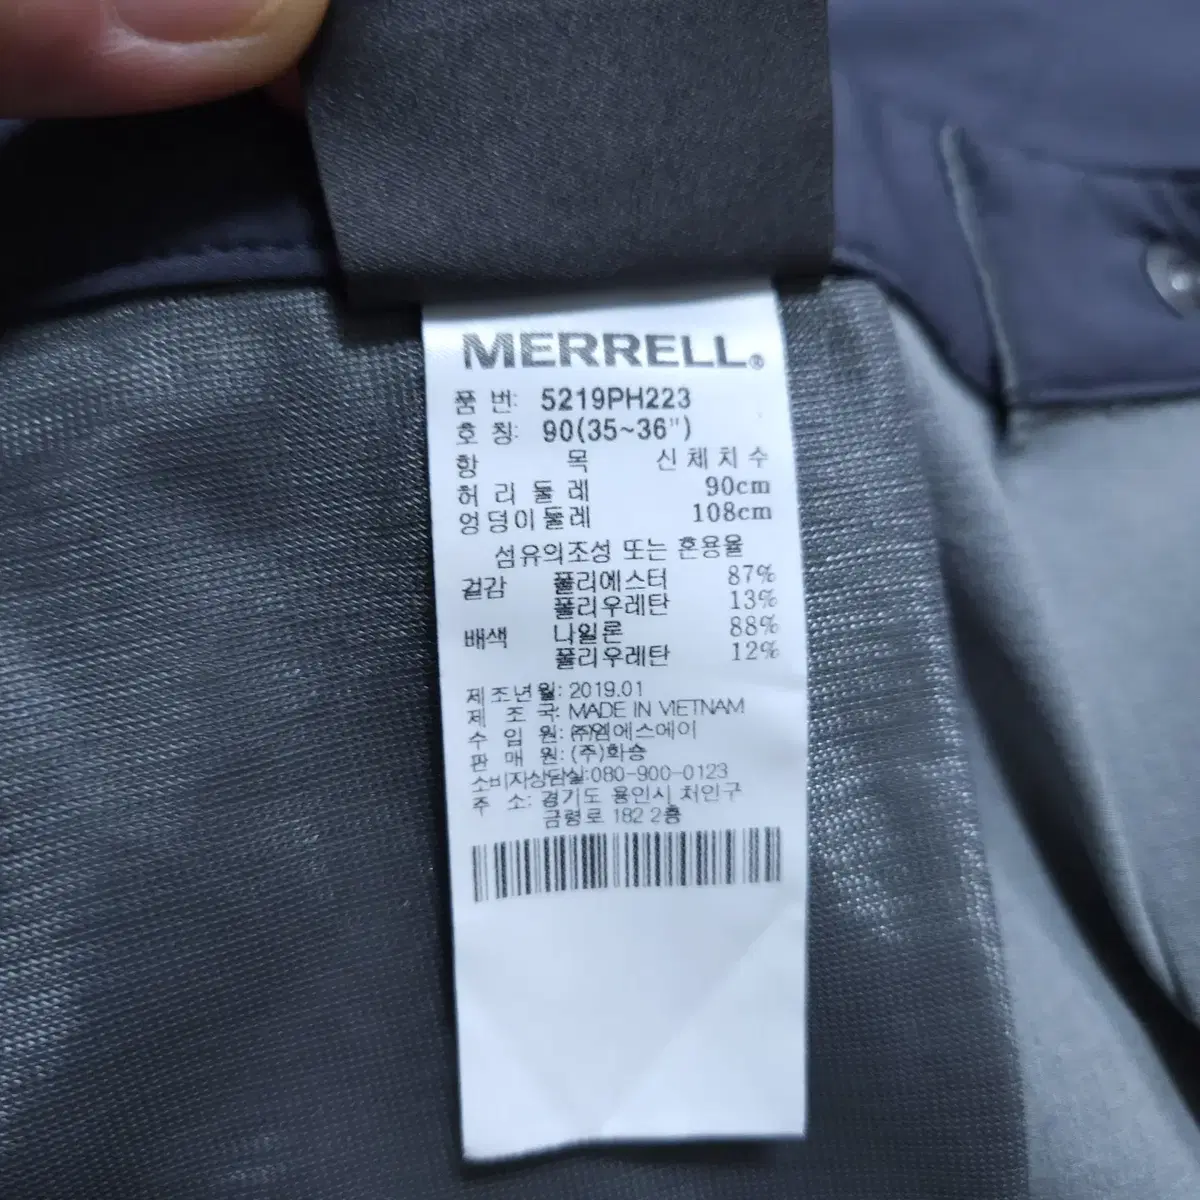 MERRELL®
품 번: 5219PH223
호 칭: 90(35~36")
항 목 신체치수
허리둘레 90cm
엉덩이둘레 108cm
섬유의조성 또는 혼용율
겉감 폴리에스터 87%
폴리우레탄 13%
배색 나일론 88%
폴리우레탄 12%
제조년월: 2019.01
제 조 국: MADE IN VIETNAM
수 입 원: ㈜엠에스에이
판 매 원: (주)화승
소비자상담실:080-900-0123
주 소: 경기도 용인시 처인구
금령로 182 2층